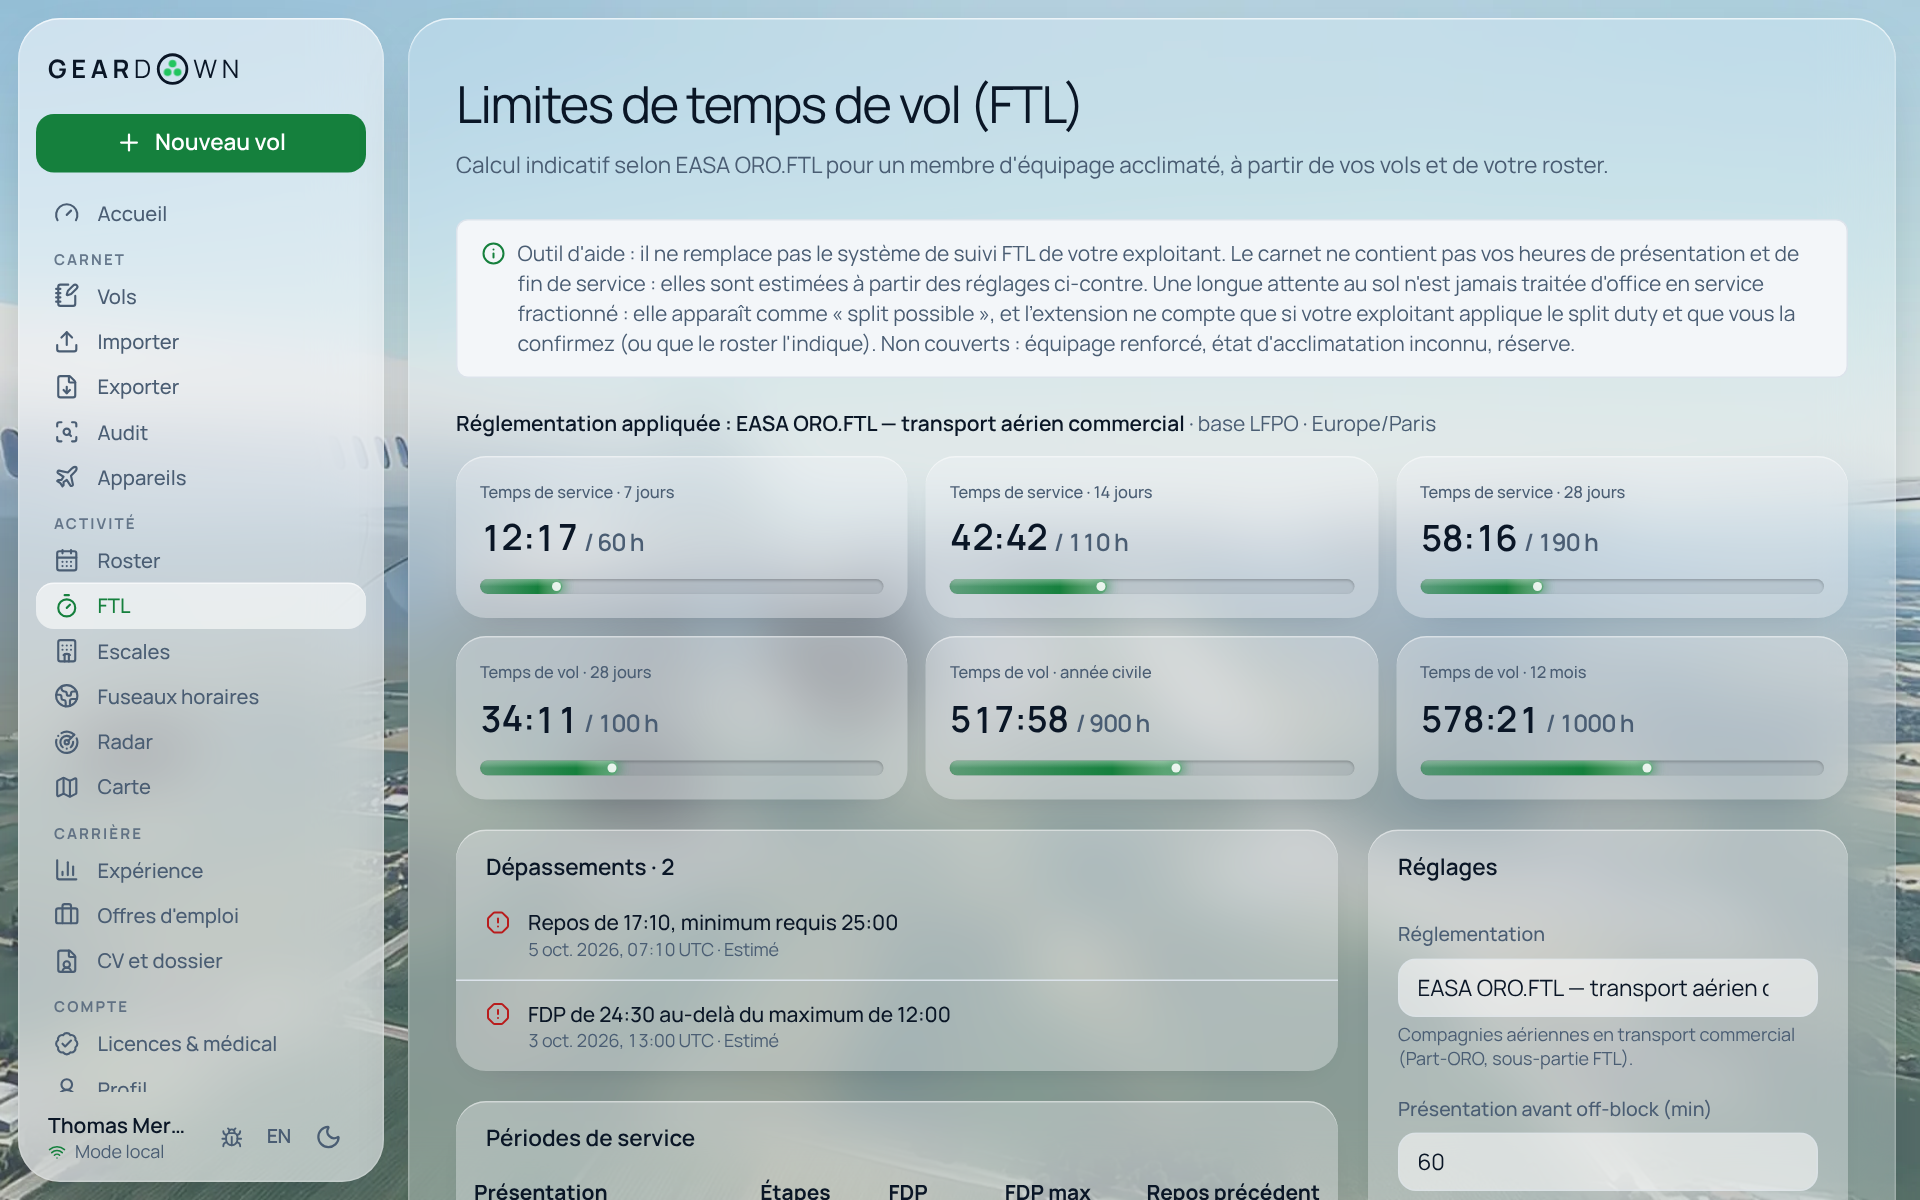 GEARDOWN
Nouveau vol
Accueil
CARNET
Vols
Importer
Exporter
Audit
Appareils
ACTIVITÉ
Roster
FTL
Escales
Fuseaux horaires
Radar
Carte
CARRIÈRE
Expérience
Offres d'emploi
CV et dossier
COMPTE
Licences & médical
Profil
Thomas Mer...
Mode local
EN
Limites de temps de vol (FTL)
Calcul indicatif selon EASA ORO.FTL pour un membre d'équipage acclimaté, à partir de vos vols et de votre roster.
Outil d'aide : il ne remplace pas le système de suivi FTL de votre exploitant. Le carnet ne contient pas vos heures de présentation et de
fin de service : elles sont estimées à partir des réglages ci-contre. Une longue attente au sol n'est jamais traitée d'office en service
fractionné : elle apparaît comme « split possible », et l'extension ne compte que si votre exploitant applique le split duty et que vous la
confirmez (ou que le roster l'indique). Non couverts : équipage renforcé, état d'acclimatation inconnu, réserve.
Réglementation appliquée : EASA ORO.FTL — transport aérien commercial · base LFPO · Europe/Paris
Temps de service · 7 jours
12:17 / 60 h
Temps de service · 14 jours
42:42 / 110 h
Temps de service · 28 jours
58:16 / 190 h
Temps de vol · 28 jours
34:11 / 100 h
Temps de vol · année civile
517:58 / 900 h
Temps de vol · 12 mois
578:21 / 1000 h
Dépassements · 2
Repos de 17:10, minimum requis 25:00
5 oct. 2026, 07:10 UTC · Estimé
FDP de 24:30 au-delà du maximum de 12:00
3 oct. 2026, 13:00 UTC · Estimé
Périodes de service
Présentation Étapes FDP FDP max Repos précédent
Réglages
Réglementation
EASA ORO.FTL — transport aérien c
Compagnies aériennes en transport commercial
(Part-ORO, sous-partie FTL).
Présentation avant off-block (min)
60